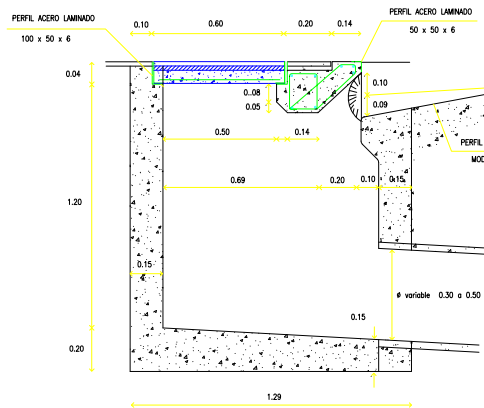 PERFIL ACERO LAMINADO
PERFIL ACERO LAMINADO
0.10
0.60
0.20
0.14
100 x 50 x 6
50 x 50 x 6
0.04
0.08
0.05
0.10
0.09
0.50
0.14
PERFIL
MOD
0.69
0.20
0.10
0.15
1.20
0.15
ø variable 0.30 a 0.50
0.15
0.20
1.29